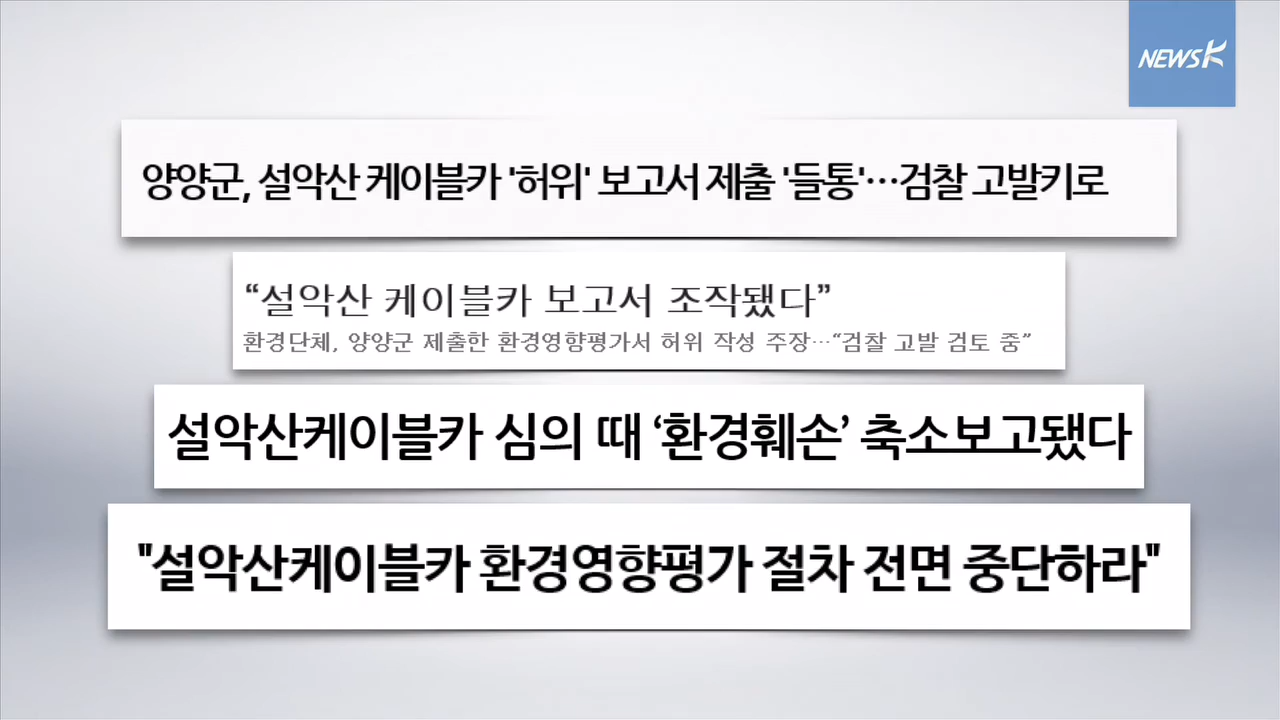 NEWSK
양양군, 설악산 케이블카 '허위' 보고서 제출 '들통'…검찰 고발키로
“설악산 케이블카 보고서 조작됐다”
환경단체, 양양군 제출한 환경영향평가서 허위 작성 주장…“검찰 고발 검토 중”
설악산케이블카 심의 때 ‘환경훼손’ 축소보고됐다
"설악산케이블카 환경영향평가 절차 전면 중단하라"